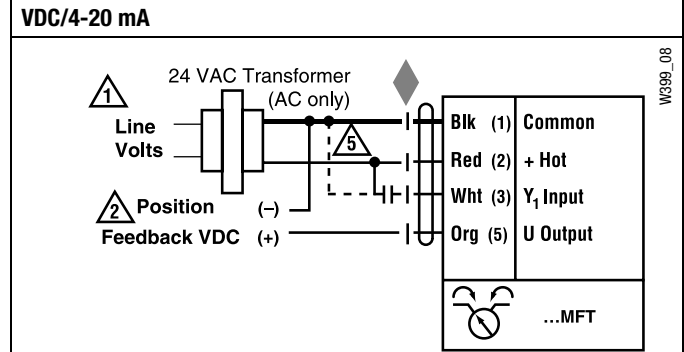 VDC/4-20 mA
W399_08
24 VAC Transformer
(AC only)
1
Line
Volts
5
2 Position (–)
Feedback VDC (+)
Blk (1) Common
Red (2) + Hot
Wht (3) Y1 Input
Org (5) U Output
...MFT